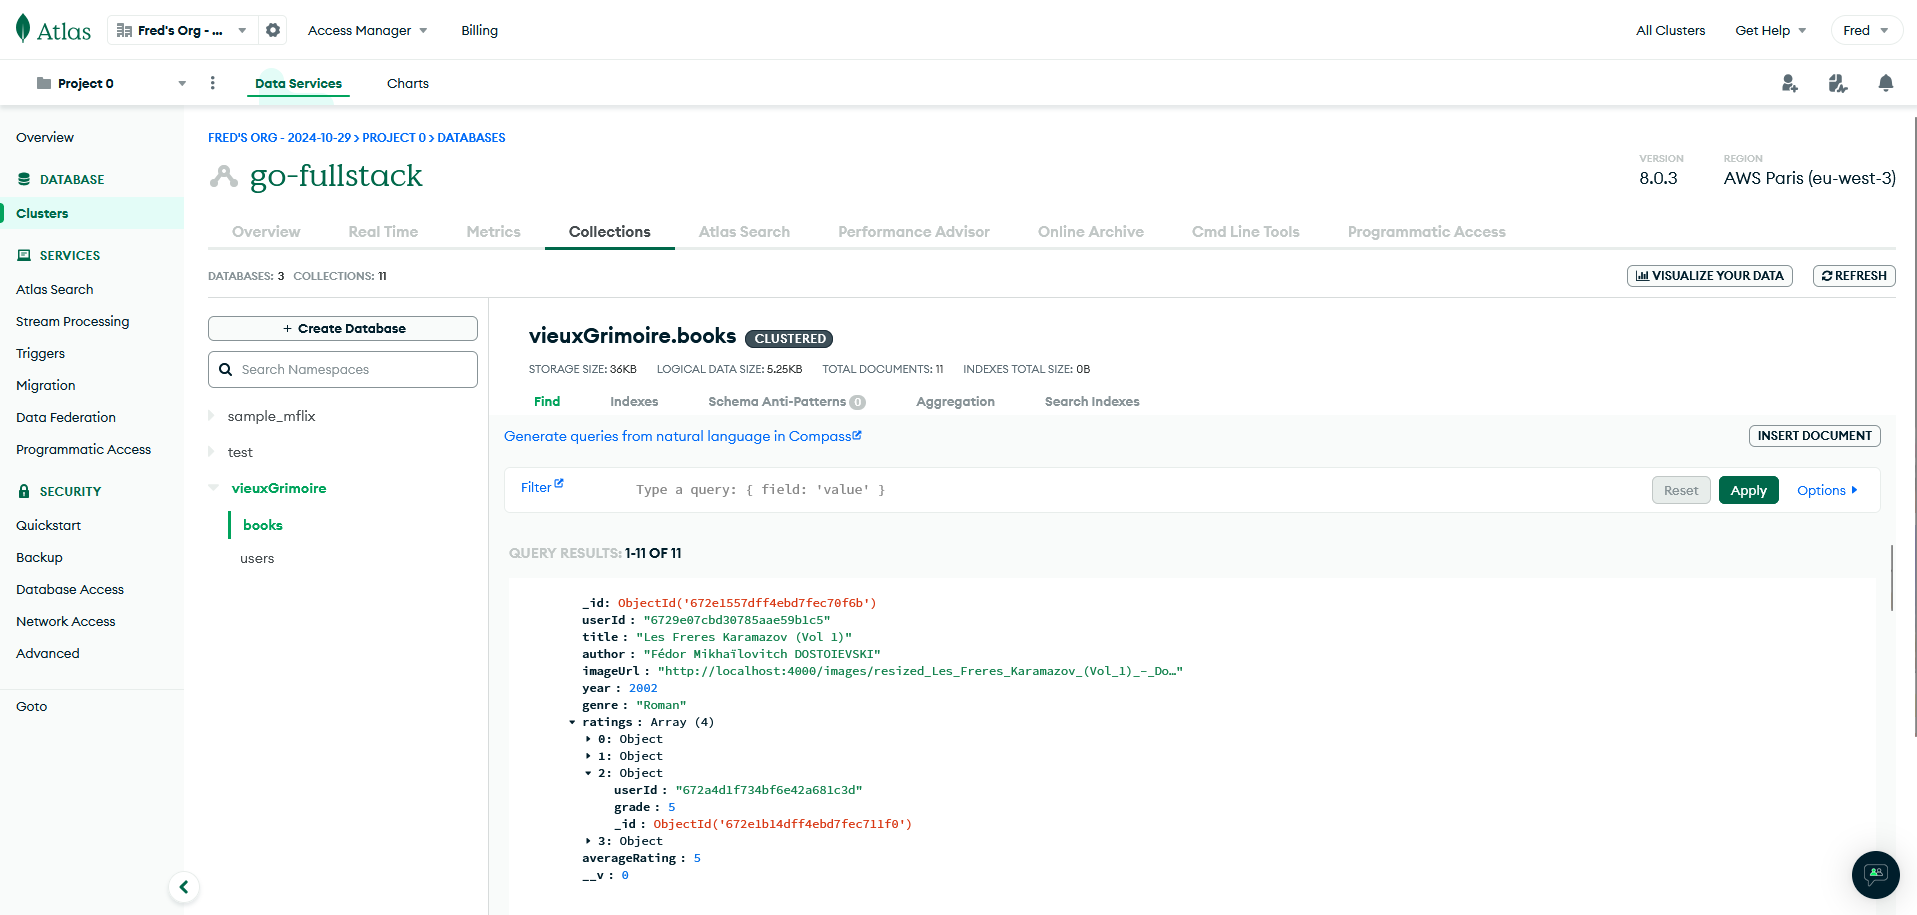 Atlas
Fred's Org - ...
Access Manager
Billing
All Clusters
Get Help
Fred
Project 0
Data Services
Charts
Overview
DATABASE
Clusters
SERVICES
Atlas Search
Stream Processing
Triggers
Migration
Data Federation
Programmatic Access
SECURITY
Quickstart
Backup
Database Access
Network Access
Advanced
Goto
FRED'S ORG - 2024-10-29 > PROJECT 0 > DATABASES
go-fullstack
VERSION
8.0.3
REGION
AWS Paris (eu-west-3)
Overview Real Time Metrics Collections Atlas Search Performance Advisor Online Archive Cmd Line Tools Programmatic Access
DATABASES: 3 COLLECTIONS: 11
VISUALIZE YOUR DATA
REFRESH
+ Create Database
Search Namespaces
sample_mflix
test
vieuxGrimoire
books
users
vieuxGrimoire.books CLUSTERED
STORAGE SIZE: 36KB LOGICAL DATA SIZE: 5.25KB TOTAL DOCUMENTS: 11 INDEXES TOTAL SIZE: 0B
Find Indexes Schema Anti-Patterns 0 Aggregation Search Indexes
Generate queries from natural language in Compass
INSERT DOCUMENT
Filter
Type a query: { field: 'value' }
Reset
Apply
Options
QUERY RESULTS: 1-11 OF 11
_id: ObjectId('672e1557dff4ebd7fec70f6b')
userId : "6729e07cbd30785aae59b1c5"
title : "Les Freres Karamazov (Vol 1)"
author : "Fédor Mikhaïlovitch DOSTOIEVSKI"
imageUrl : "http://localhost:4000/images/resized_Les_Freres_Karamazov_(Vol_1)_-_Do…"
year : 2002
genre : "Roman"
ratings : Array (4)
0: Object
1: Object
2: Object
userId : "672a4d1f734bf6e42a681c3d"
grade : 5
_id : ObjectId('672e1b14dff4ebd7fec711f0')
3: Object
averageRating : 5
__v : 0